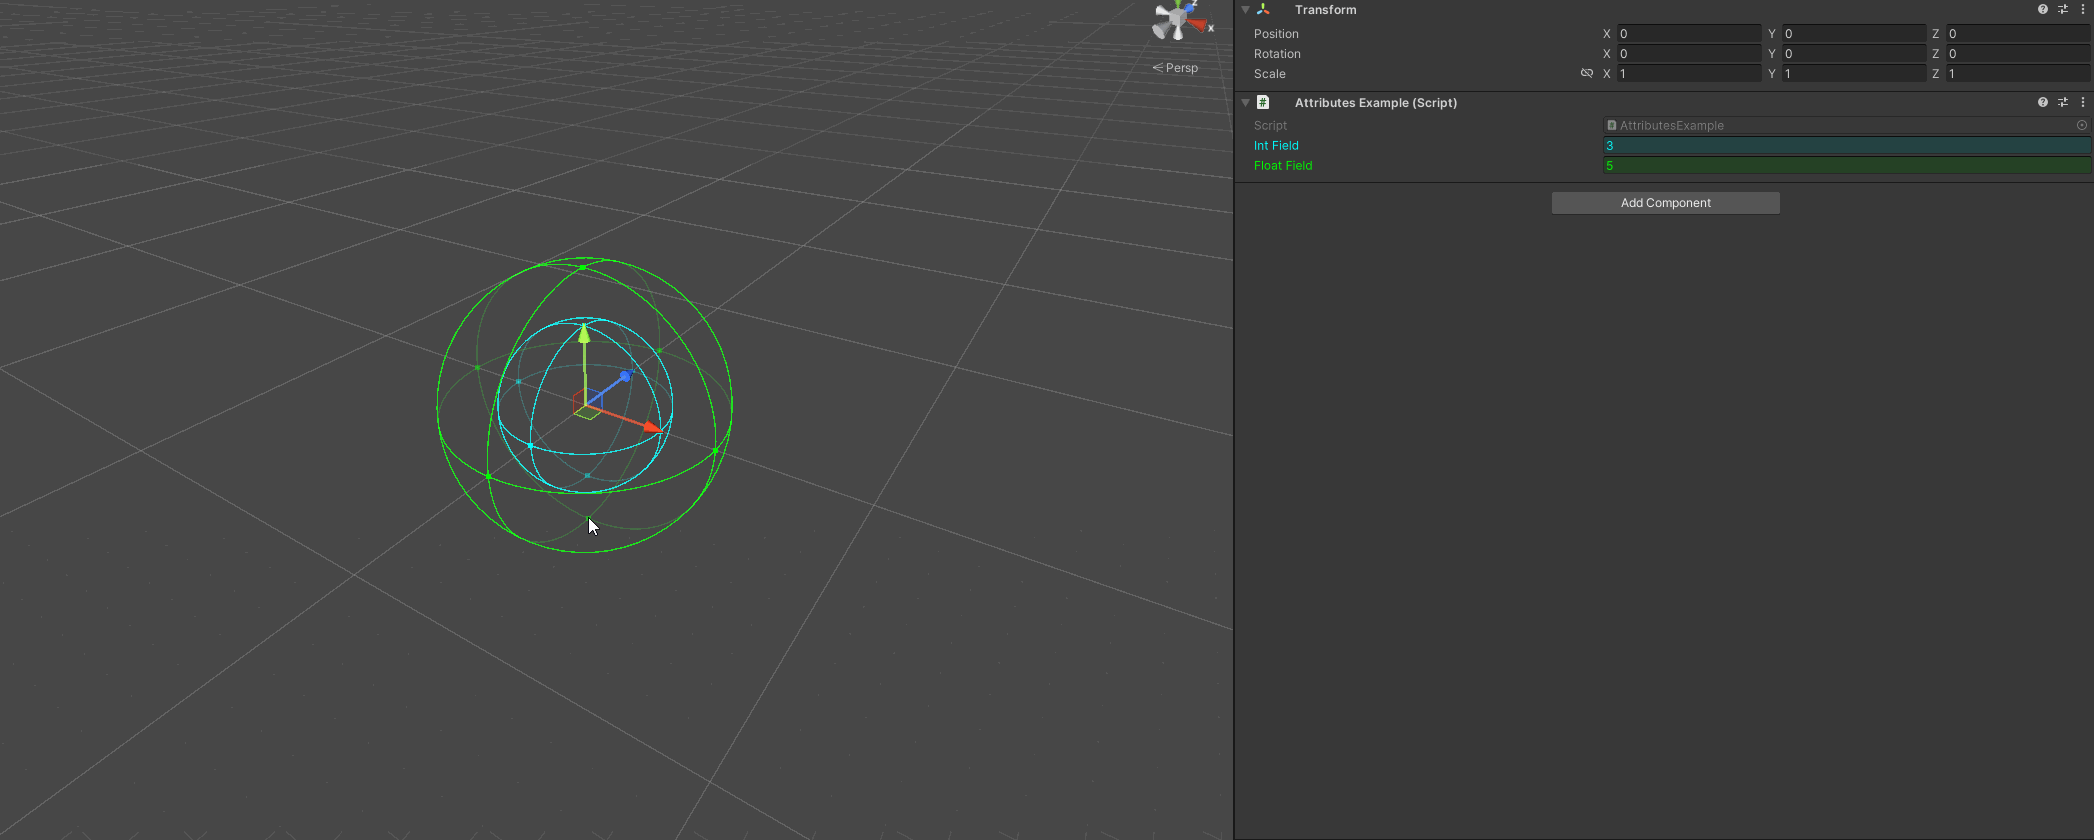 z
x
Persp
Transform
Position X 0 Y 0 Z 0
Rotation X 0 Y 0 Z 0
Scale X 1 Y 1 Z 1
# Attributes Example (Script)
Script # AttributesExample
Int Field 3
Float Field 5
Add Component